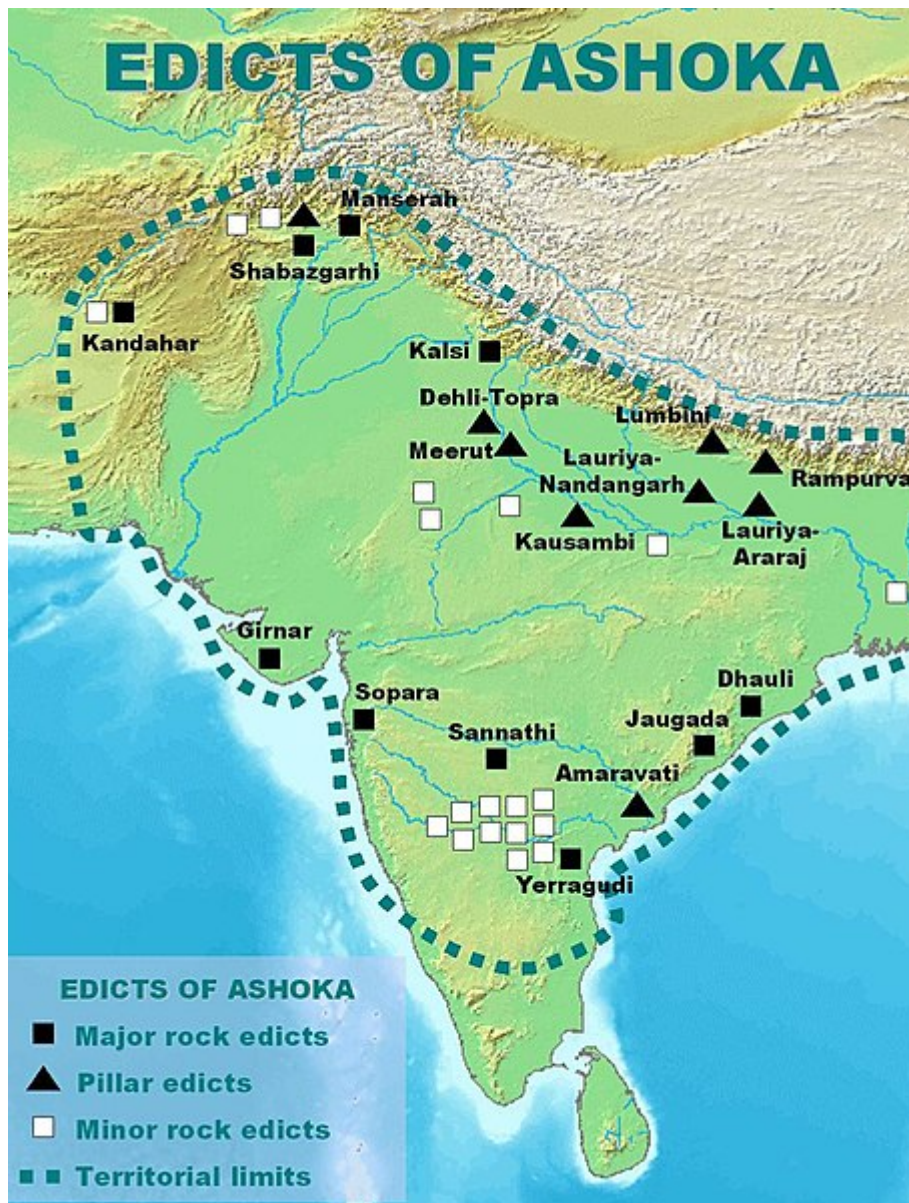 EDICTS OF ASHOKA
Manserah
Shabazgarhi
Kandahar
Kalsi
Dehli-Topra
Lumbini
Meerut
Lauriya-
Nandangarh
Rampurva
Kausambi
Lauriya-
Araraj
Girnar
Sopara
Dhauli
Jaugada
Sannathi
Amaravati
Yerragudi
EDICTS OF ASHOKA
Major rock edicts
Pillar edicts
Minor rock edicts
Territorial limits